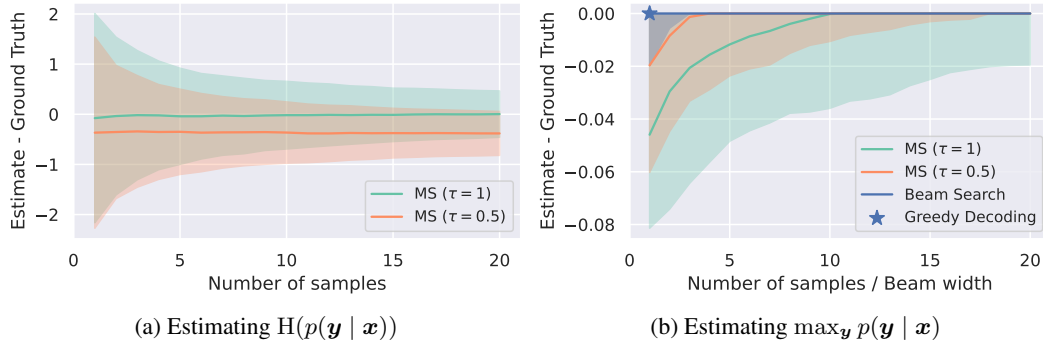 Estimate - Ground Truth
2
1
0
−1
−2
0
5
10
15
20
Number of samples
MS (τ = 1)
MS (τ = 0.5)
(a) Estimating H(p(y | x))
Estimate - Ground Truth
0.00
−0.02
−0.04
−0.06
−0.08
0
5
10
15
20
Number of samples / Beam width
MS (τ = 1)
MS (τ = 0.5)
Beam Search
Greedy Decoding
(b) Estimating max_y p(y | x)